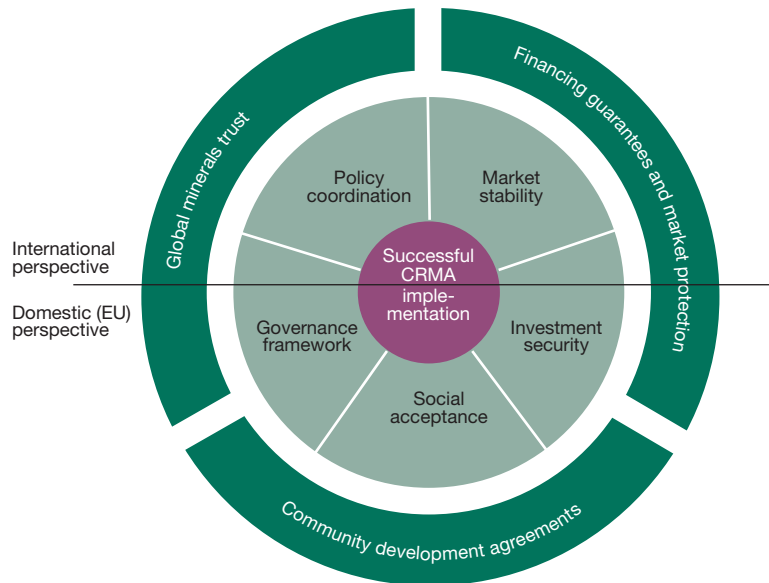 Global minerals trust
Financing guarantees and market protection
Policy
coordination
Market
stability
International
perspective
Successful
CRMA
imple-
mentation
Domestic (EU)
perspective
Governance
framework
Investment
security
Social
acceptance
Community development agreements